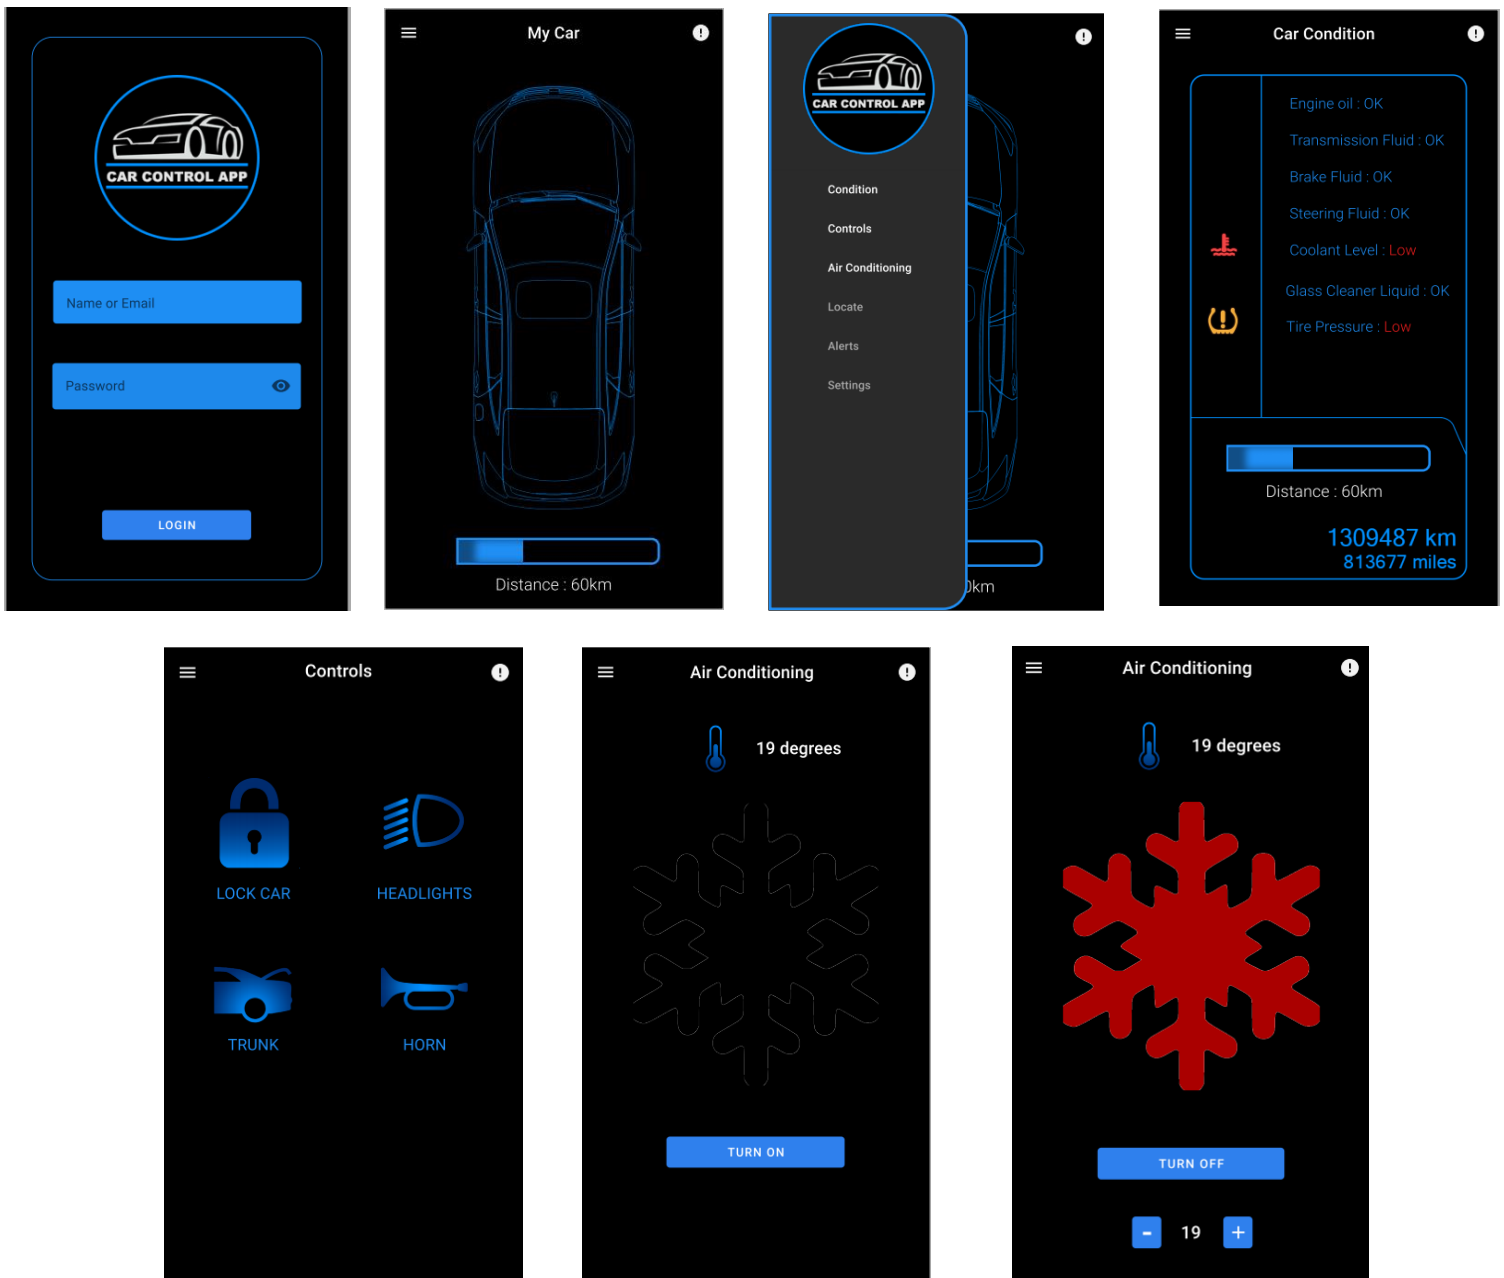 CAR CONTROL APP
Name or Email
Password
LOGIN
My Car
Distance : 60km
CAR CONTROL APP
Condition
Controls
Air Conditioning
Locate
Alerts
Settings
0km
Car Condition
Engine oil : OK
Transmission Fluid : OK
Brake Fluid : OK
Steering Fluid : OK
Coolant Level : Low
Glass Cleaner Liquid : OK
Tire Pressure : Low
Distance : 60km
1309487 km
813677 miles
Controls
LOCK CAR
HEADLIGHTS
TRUNK
HORN
Air Conditioning
19 degrees
TURN ON
Air Conditioning
19 degrees
TURN OFF
- 19 +